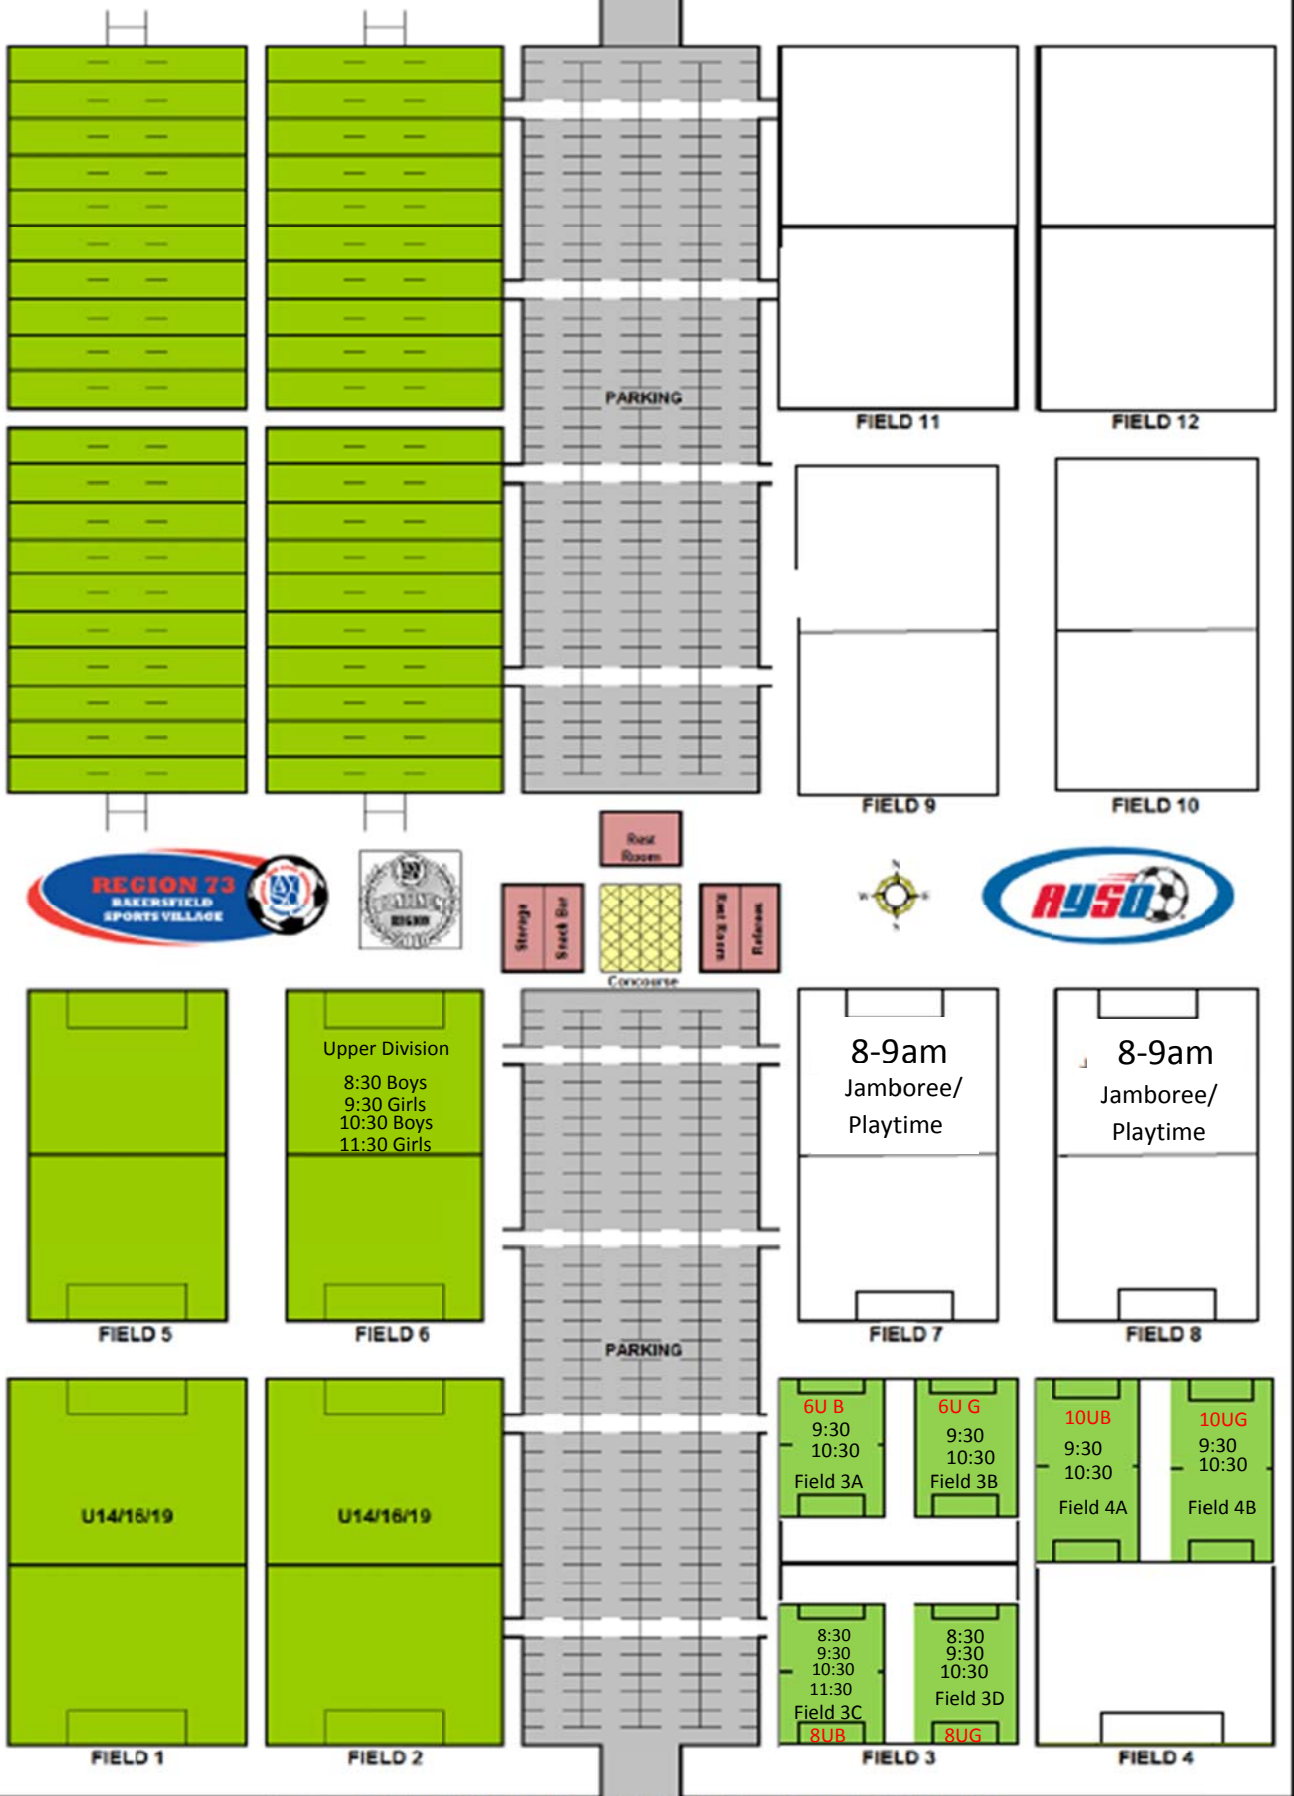 PARKING
FIELD 11
FIELD 12
FIELD 9
FIELD 10
Rest
Room
REGION 73
BAKERSFIELD
SPORTS VILLAGE
REGION
Storage
Snack Bar
Rest Room
Referees
Concourse
N
W
E
S
AYSO
Upper Division
8:30 Boys
9:30 Girls
10:30 Boys
11:30 Girls
8-9am
Jamboree/
Playtime
8-9am
Jamboree/
Playtime
FIELD 5
FIELD 6
FIELD 7
FIELD 8
PARKING
U14/16/19
U14/16/19
6U B
9:30
10:30
Field 3A
6U G
9:30
10:30
Field 3B
10UB
9:30
10:30
Field 4A
10UG
9:30
10:30
Field 4B
8:30
9:30
10:30
11:30
Field 3C
8UB
8:30
9:30
10:30
Field 3D
8UG
FIELD 1
FIELD 2
FIELD 3
FIELD 4